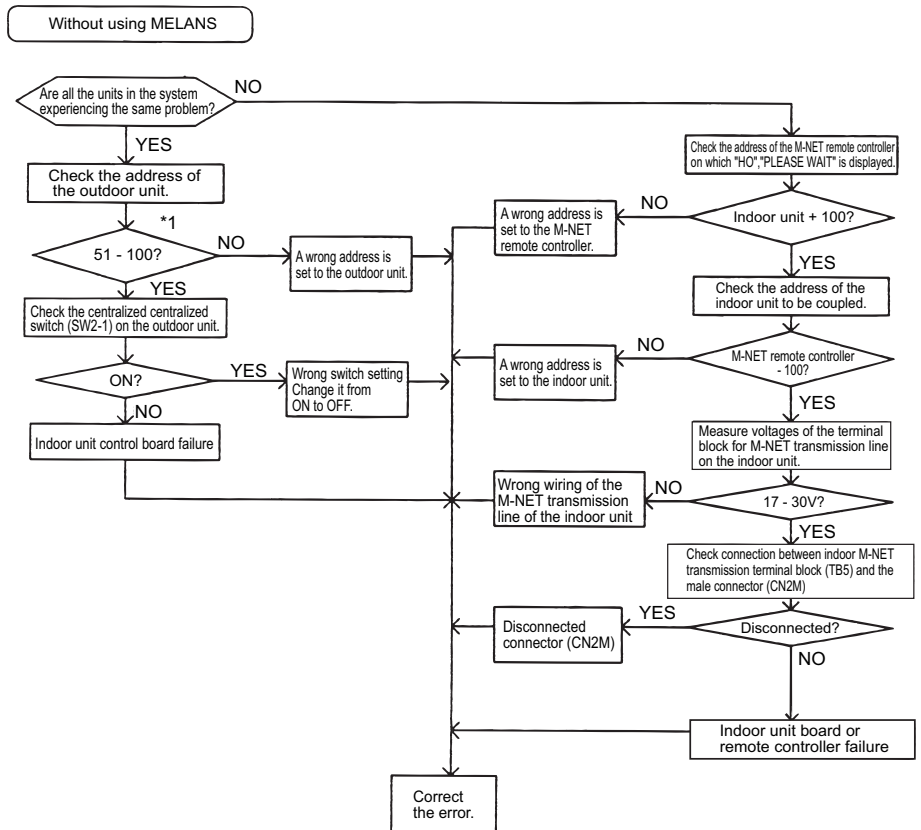 Without using MELANS
Are all the units in the system
experiencing the same problem?
NO
YES
Check the address of
the outdoor unit.
*1
51 - 100?
NO
A wrong address is
set to the outdoor unit.
YES
Check the centralized centralized
switch (SW2-1) on the outdoor unit.
ON?
YES
Wrong switch setting
Change it from
ON to OFF.
NO
Indoor unit control board failure
Check the address of the M-NET remote controller
on which "HO","PLEASE WAIT" is displayed.
Indoor unit + 100?
NO
A wrong address is
set to the M-NET
remote controller.
YES
Check the address of the
indoor unit to be coupled.
M-NET remote controller
- 100?
NO
A wrong address is
set to the indoor unit.
YES
Measure voltages of the terminal
block for M-NET transmission line
on the indoor unit.
17 - 30V?
NO
Wrong wiring of the
M-NET transmission
line of the indoor unit
YES
Check connection between indoor M-NET
transmission terminal block (TB5) and the
male connector (CN2M)
Disconnected?
YES
Disconnected
connector (CN2M)
NO
Indoor unit board or
remote controller failure
Correct
the error.